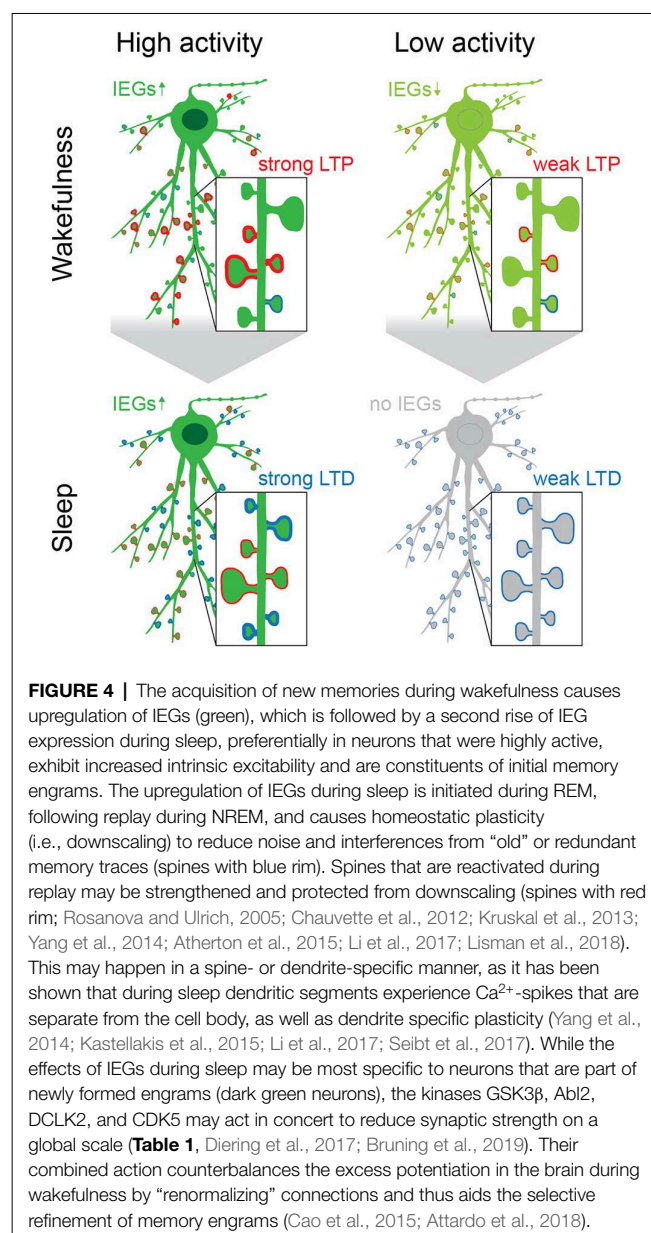 High activity
Low activity
Wakefulness
IEGs↑
IEGs↓
strong LTP
weak LTP
Sleep
IEGs↑
no IEGs
strong LTD
weak LTD
FIGURE 4 | The acquisition of new memories during wakefulness causes
upregulation of IEGs (green), which is followed by a second rise of IEG
expression during sleep, preferentially in neurons that were highly active,
exhibit increased intrinsic excitability and are constituents of initial memory
engrams. The upregulation of IEGs during sleep is initiated during REM,
following replay during NREM, and causes homeostatic plasticity
(i.e., downscaling) to reduce noise and interferences from “old” or redundant
memory traces (spines with blue rim). Spines that are reactivated during
replay may be strengthened and protected from downscaling (spines with red
rim; Rosanova and Ulrich, 2005; Chauvette et al., 2012; Kruskal et al., 2013;
Yang et al., 2014; Atherton et al., 2015; Li et al., 2017; Lisman et al., 2018).
This may happen in a spine- or dendrite-specific manner, as it has been
shown that during sleep dendritic segments experience Ca²⁺-spikes that are
separate from the cell body, as well as dendrite specific plasticity (Yang et al.,
2014; Kastellakis et al., 2015; Li et al., 2017; Seibt et al., 2017). While the
effects of IEGs during sleep may be most specific to neurons that are part of
newly formed engrams (dark green neurons), the kinases GSK3β, Abl2,
DCLK2, and CDK5 may act in concert to reduce synaptic strength on a
global scale (Table 1, Diering et al., 2017; Bruning et al., 2019). Their
combined action counterbalances the excess potentiation in the brain during
wakefulness by “renormalizing” connections and thus aids the selective
refinement of memory engrams (Cao et al., 2015; Attardo et al., 2018).